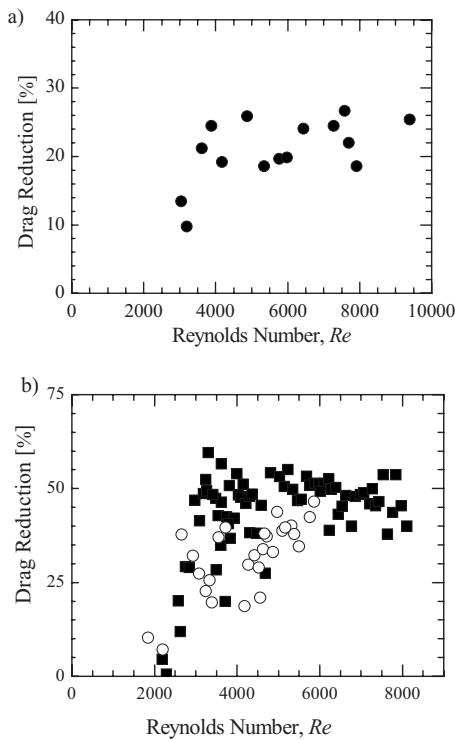 a)
40
30
20
10
0
Drag Reduction [%]
0 2000 4000 6000 8000 10000
Reynolds Number, Re
b)
75
50
25
0
Drag Reduction [%]
0 2000 4000 6000 8000
Reynolds Number, Re